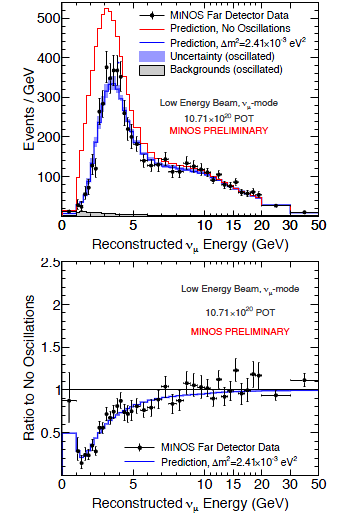 500
400
300
200
100
Events / GeV
MINOS Far Detector Data
Prediction, No Oscillations
Prediction, Δm²=2.41×10⁻³ eV²
Uncertainty (oscillated)
Backgrounds (oscillated)
Low Energy Beam, νμ-mode
10.71×10²⁰ POT
MINOS PRELIMINARY
0 5 10 15 20 30 50
Reconstructed νμ Energy (GeV)
2.5
2
1.5
1
0.5
Ratio to No Oscillations
Low Energy Beam, νμ-mode
10.71×10²⁰ POT
MINOS PRELIMINARY
MINOS Far Detector Data
Prediction, Δm²=2.41×10⁻³ eV²
0 5 10 15 20 30 50
Reconstructed νμ Energy (GeV)